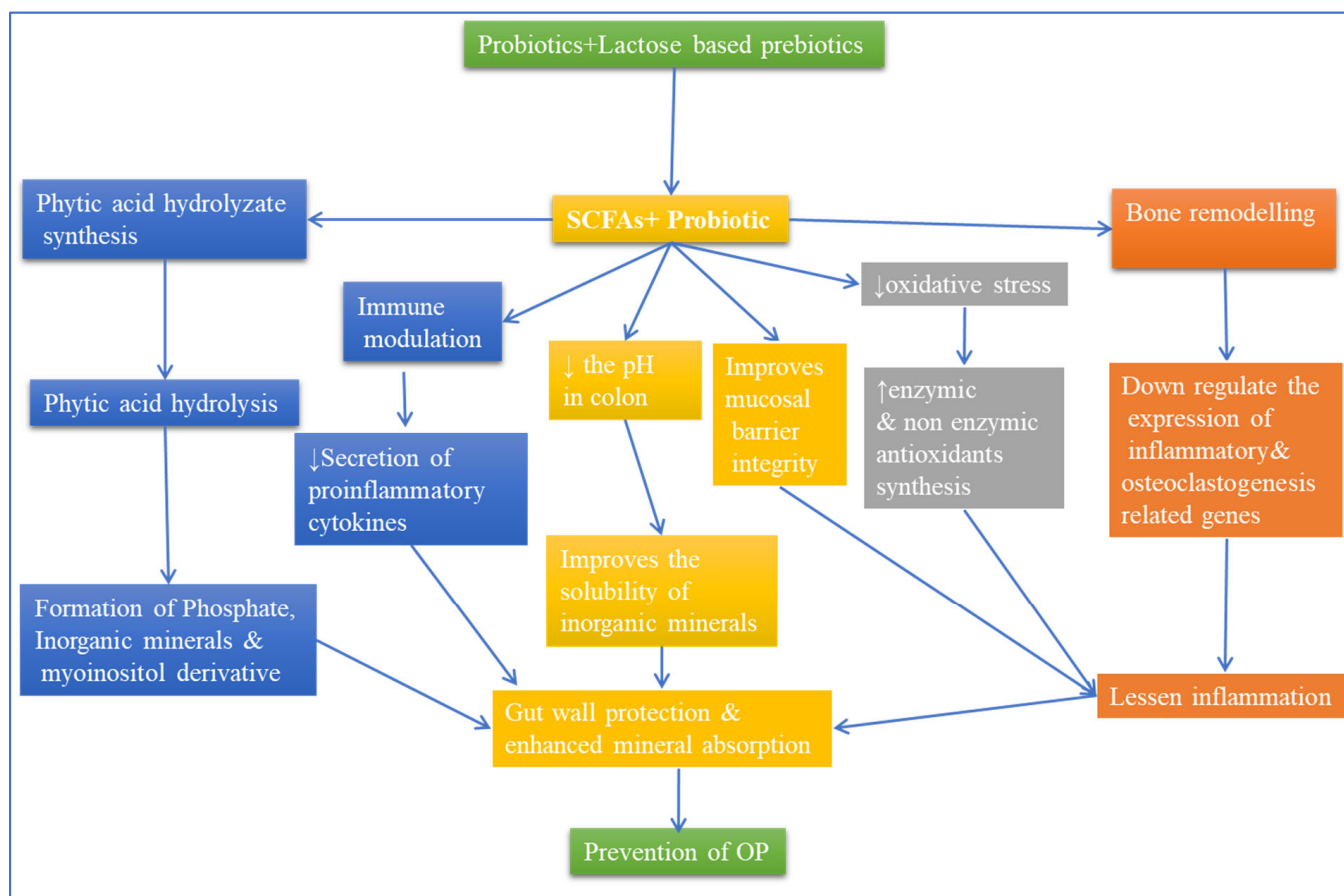 Probiotics+Lactose based prebiotics
Phytic acid hydrolyzate
synthesis
SCFAs+ Probiotic
Bone remodelling
Immune
modulation
↓oxidative stress
↓ the pH
in colon
Improves
mucosal
barrier
integrity
↑enzymic
& non enzymic
antioxidants
synthesis
Down regulate the
expression of
inflammatory&
osteoclastogenesis
related genes
Phytic acid hydrolysis
↓Secretion of
proinflammatory
cytokines
Improves the
solubility of
inorganic minerals
Formation of Phosphate,
Inorganic minerals &
myoinositol derivative
Gut wall protection &
enhanced mineral absorption
Lessen inflammation
Prevention of OP